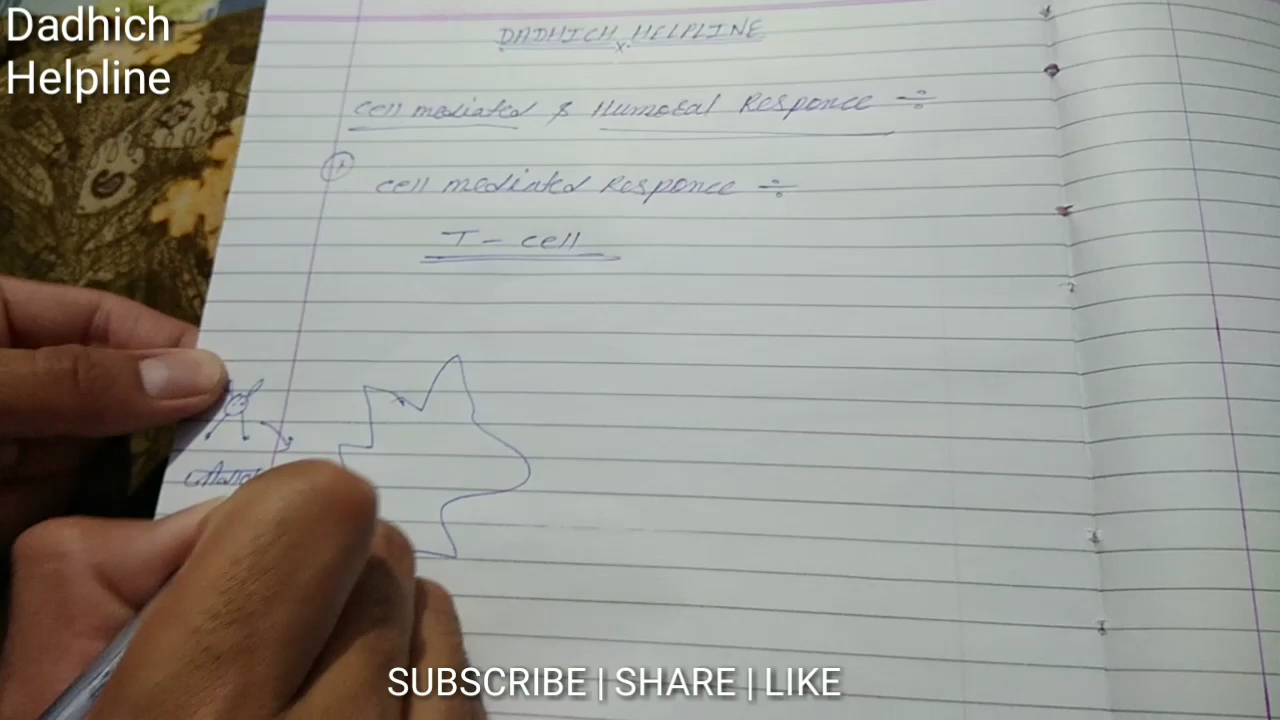 Dadhich
Helpline
DADHICH HELPLINE
cell mediated & Humoral Responce ÷
cell mediated Responce ÷
T - cell
SUBSCRIBE | SHARE | LIKE